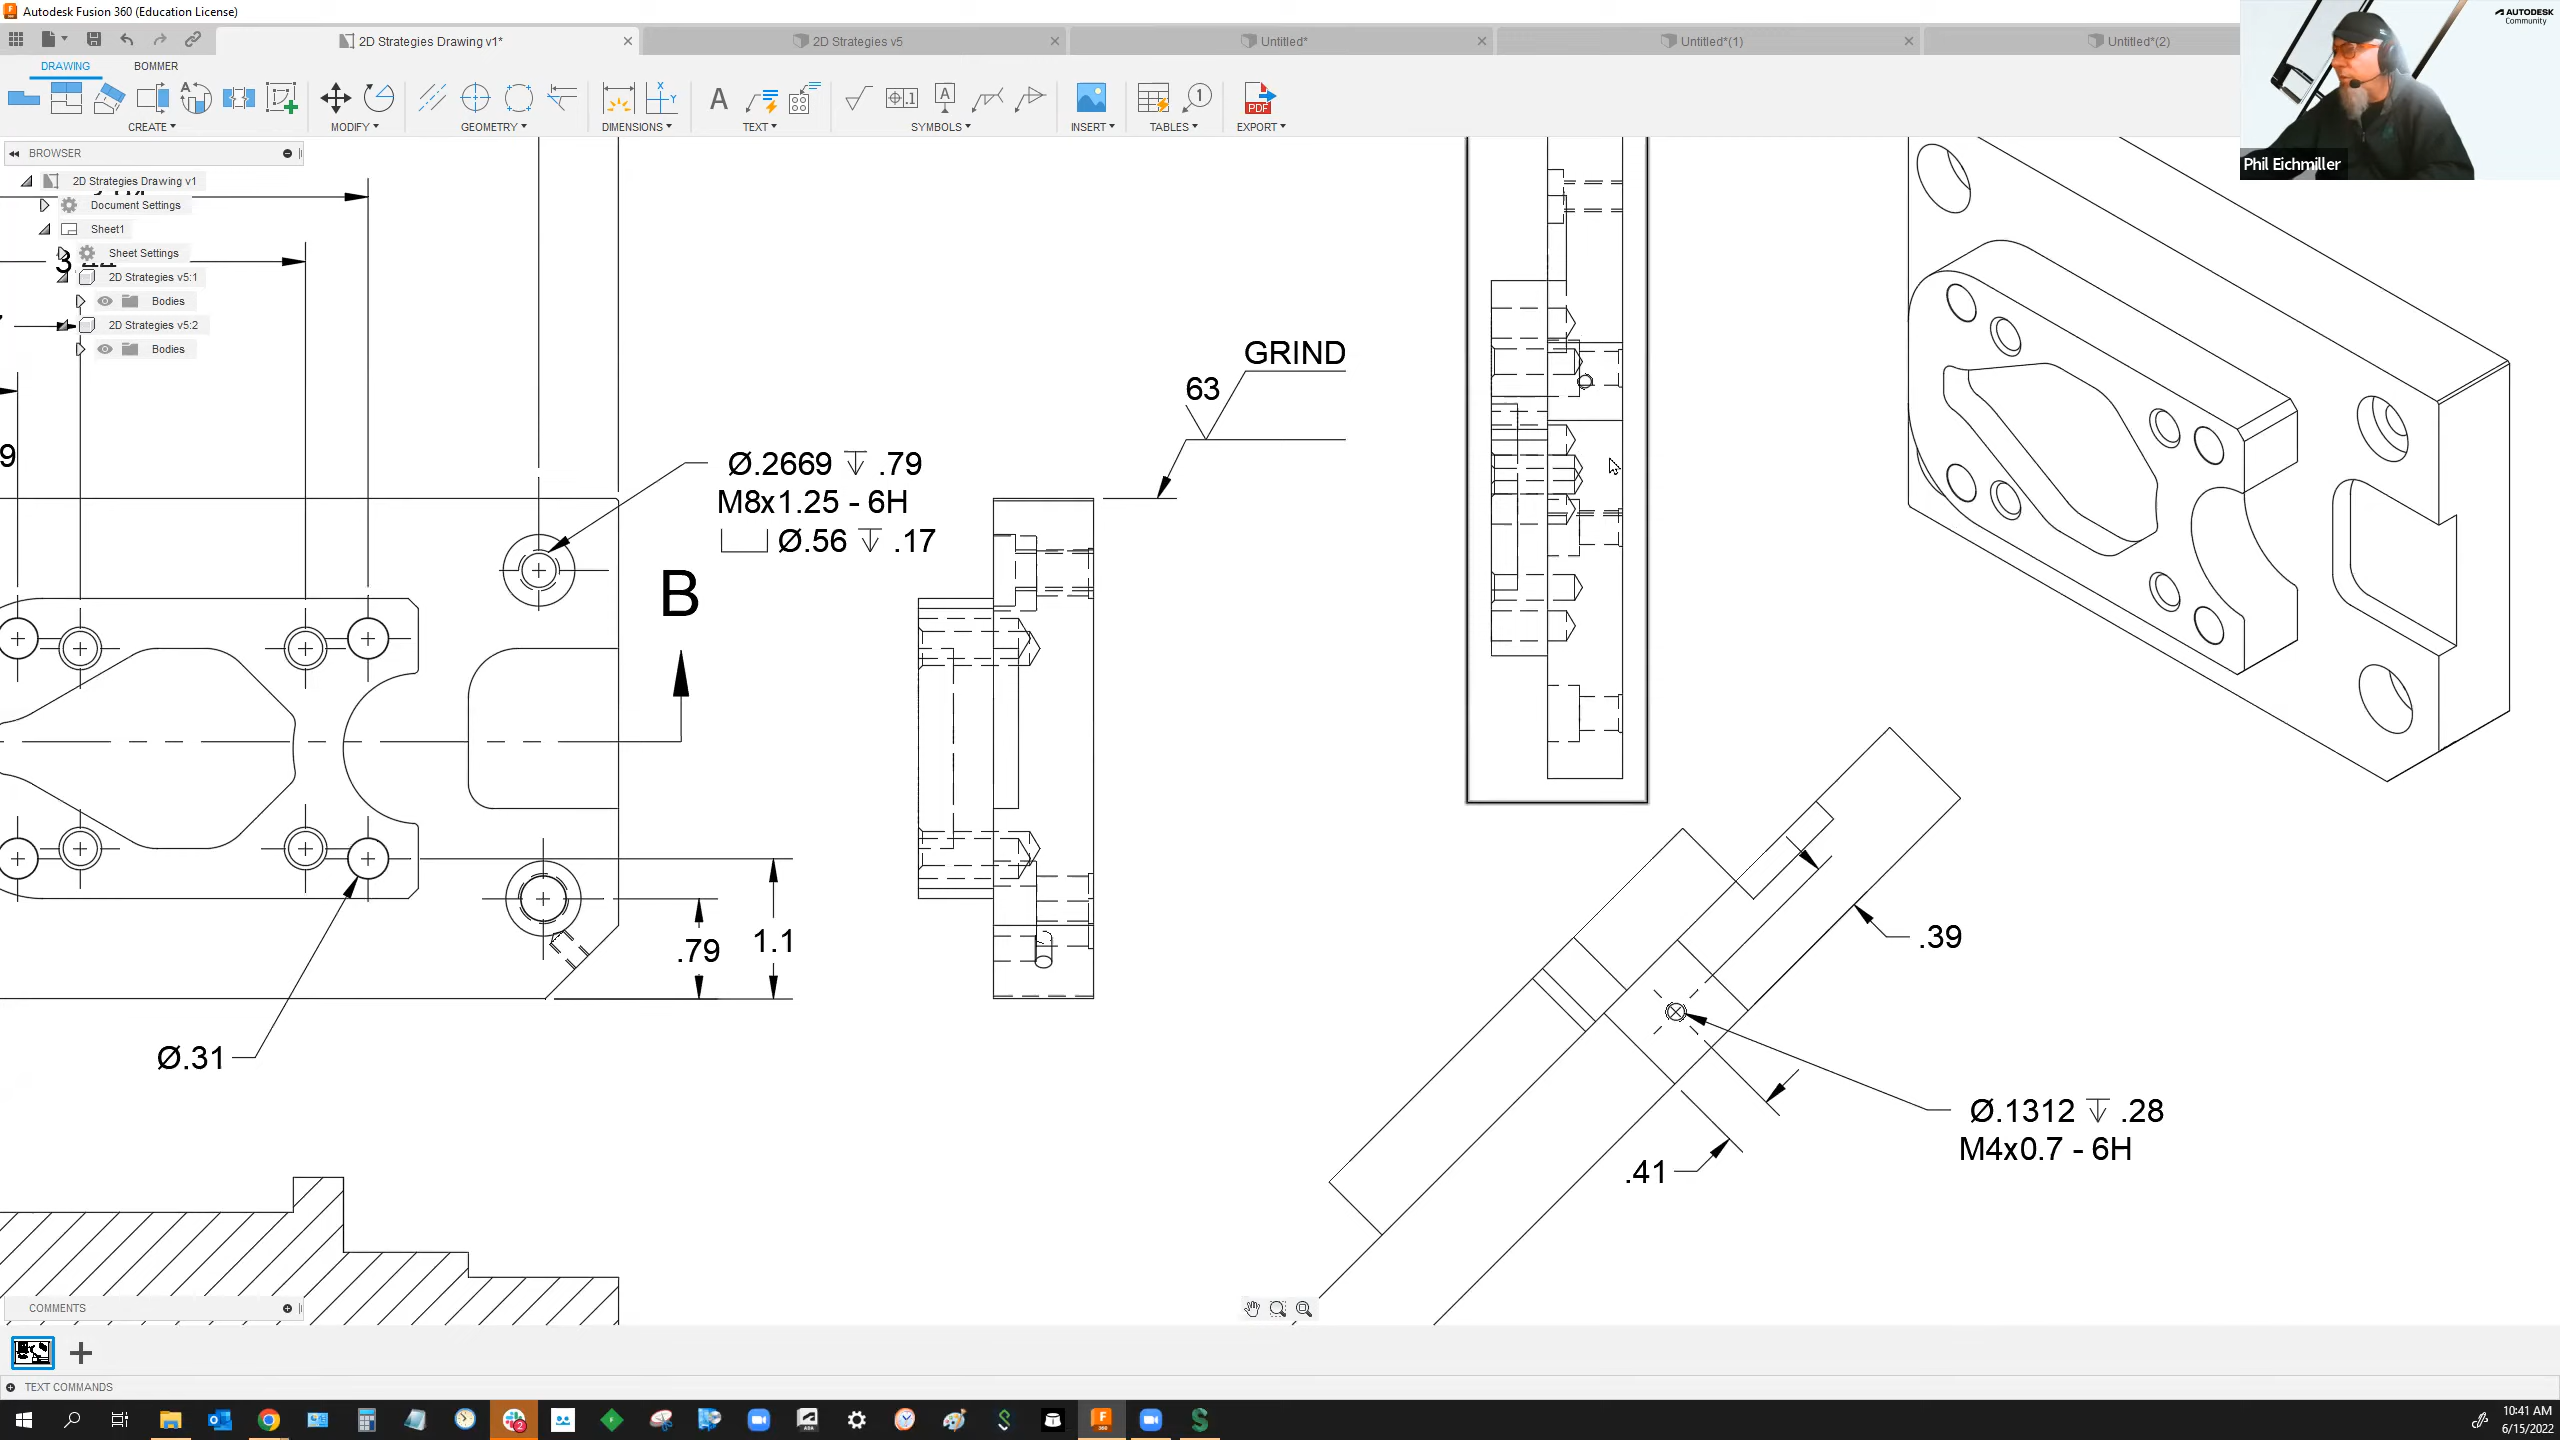 Autodesk Fusion 360 (Education License)
AUTODESK
Community
2D Strategies Drawing v1*
2D Strategies v5
Untitled*
Untitled*(1)
Untitled*(2)
DRAWING
BOMMER
CREATE
MODIFY
GEOMETRY
DIMENSIONS
TEXT
SYMBOLS
INSERT
TABLES
EXPORT
Phil Eichmiller
BROWSER
2D Strategies Drawing v1
Document Settings
Sheet1
Sheet Settings
2D Strategies v5:1
Bodies
2D Strategies v5:2
Bodies
GRIND
63
9
Ø.2669 ↧ .79
M8x1.25 - 6H
⌴ Ø.56 ↧ .17
B
.79
1.1
Ø.31
.39
Ø.1312 ↧ .28
M4x0.7 - 6H
.41
COMMENTS
TEXT COMMANDS
10:41 AM
6/15/2022